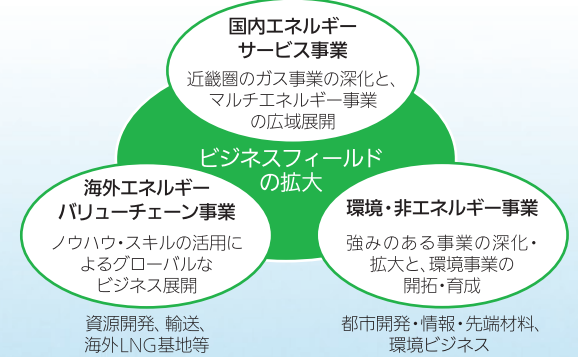 国内エネルギー
サービス事業
近畿圏のガス事業の深化と、
マルチエネルギー事業
の広域展開
ビジネスフィールド
の拡大
海外エネルギー
バリューチェーン事業
ノウハウ・スキルの活用に
よるグローバルな
ビジネス展開
資源開発、輸送、
海外LNG基地等
環境・非エネルギー事業
強みのある事業の深化・
拡大と、環境事業の
開拓・育成
都市開発・情報・先端材料、
環境ビジネス